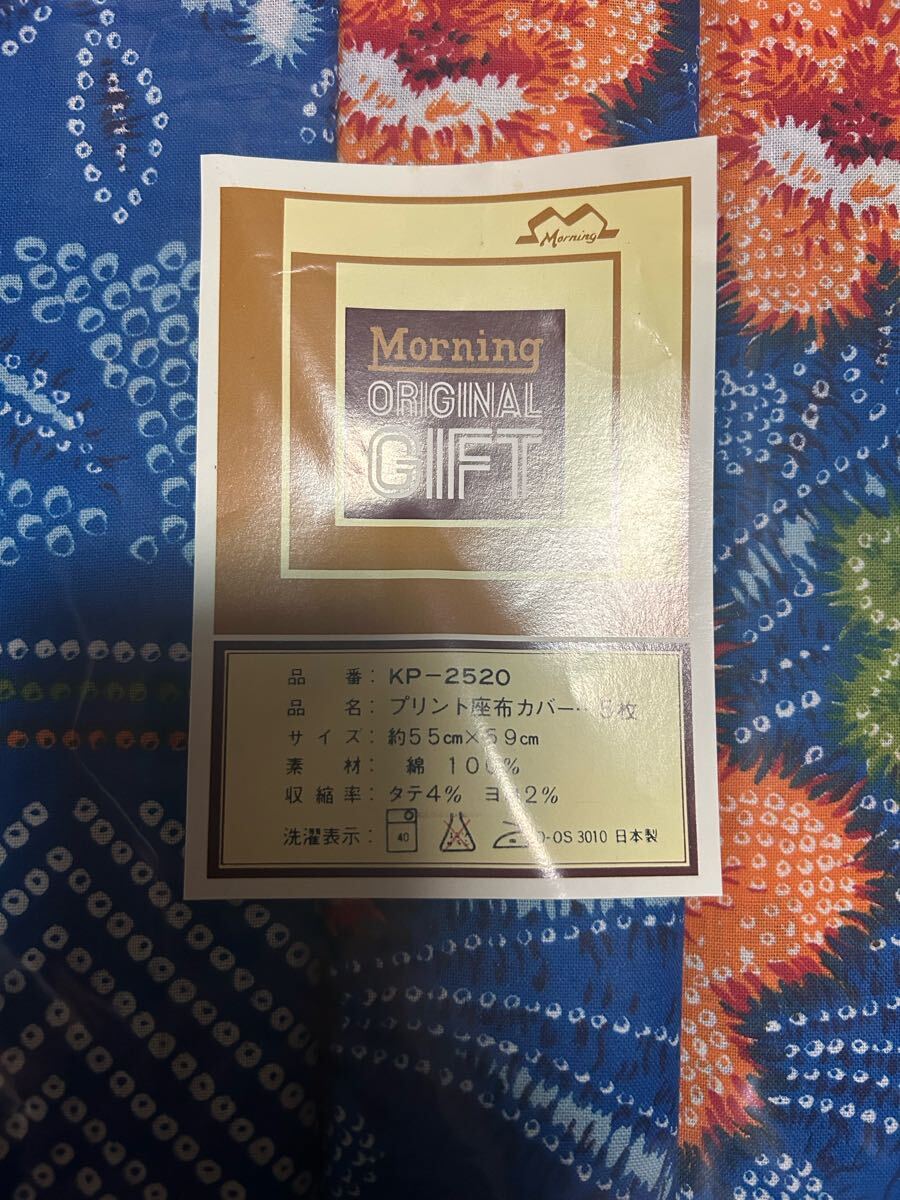 Morning
Morning
ORIGINAL
GIFT
品 番: KP-2520
品 名: プリント座布カバー 5枚
サイズ: 約55cm×59cm
素 材: 綿 100%
収縮率: タテ4% ヨコ2%
洗濯表示: 40 -OS 3010 日本製